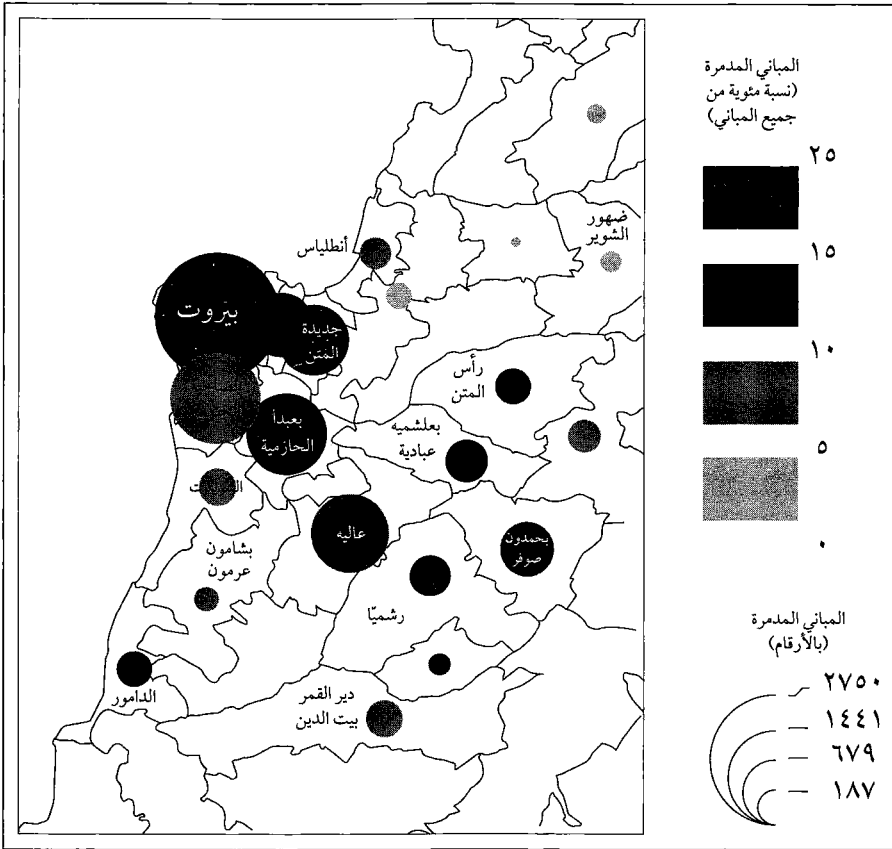 المباني المدمرة
(نسبة مئوية من
جميع المباني)
٢٥
١٥
١٠
٥
٠
المباني المدمرة
(بالأرقام)
٢٧٥٠
١٤٤١
٦٧٩
١٨٧
ضهور
الشوير
أنطلياس
بيروت
جديدة
المتن
رأس
المتن
بعبدأ
الحازمية
بعلشميه
عبادية
عاليه
بحمدون
صوفر
بشامون
عرمون
رشميّا
الدامور
دير القمر
بيت الدين